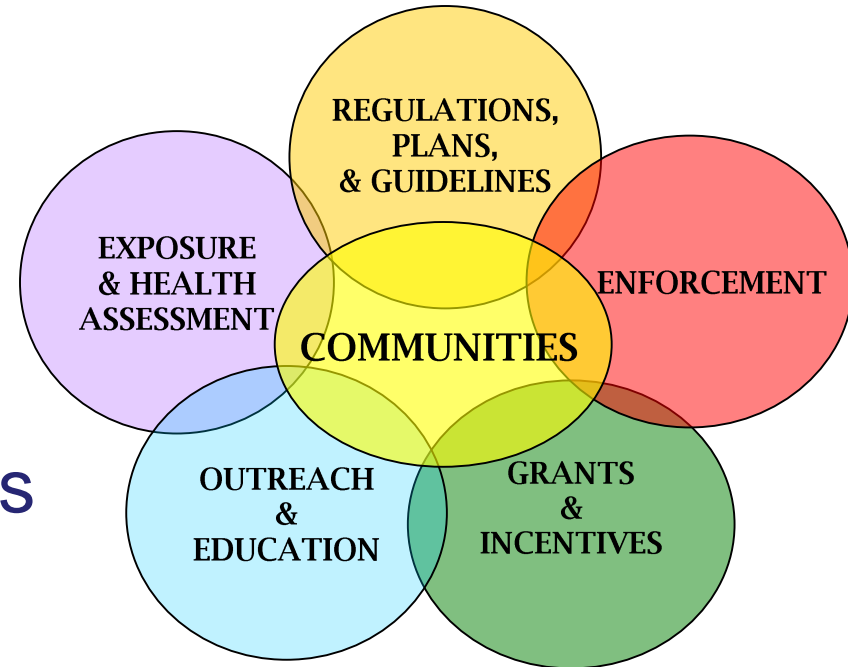 REGULATIONS,
PLANS,
& GUIDELINES
EXPOSURE
& HEALTH
ASSESSMENT
ENFORCEMENT
COMMUNITIES
s
OUTREACH
&
EDUCATION
GRANTS
&
INCENTIVES